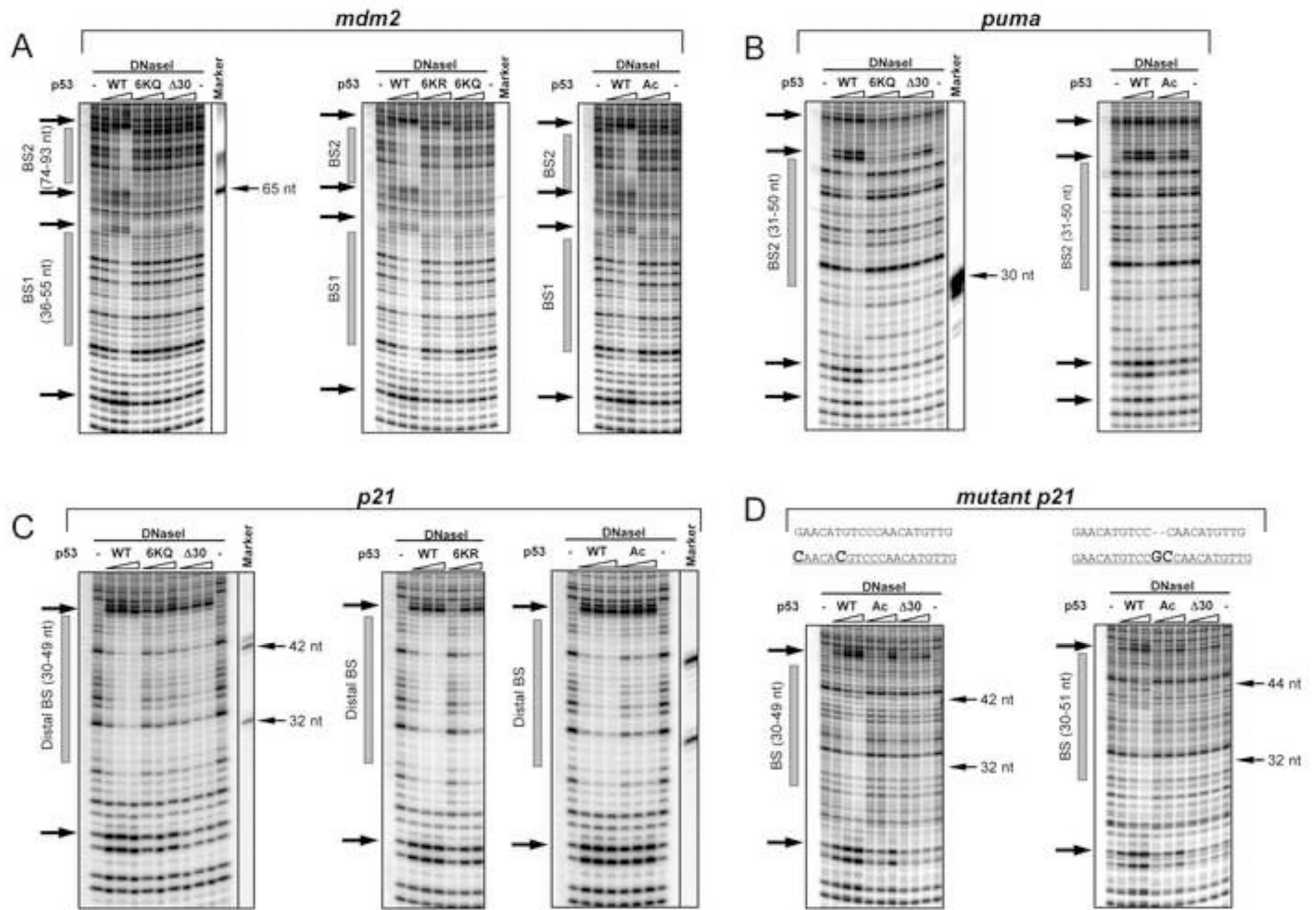 A
mdm2
DNaseI
p53 - WT 6KQ Δ30 -
Marker
BS2
(74-93 nt)
65 nt
BS1
(36-55 nt)
DNaseI
p53 - WT 6KR 6KQ -
Marker
BS2
BS1
DNaseI
p53 - WT Ac -
BS2
BS1
B
puma
DNaseI
p53 - WT 6KQ Δ30 -
Marker
BS2 (31-50 nt)
30 nt
DNaseI
p53 - WT Ac -
BS2 (31-50 nt)
C
p21
DNaseI
p53 - WT 6KQ Δ30 -
Marker
Distal BS (30-49 nt)
42 nt
32 nt
DNaseI
p53 - WT 6KR -
Distal BS
DNaseI
p53 - WT Ac -
Marker
Distal BS
D
mutant p21
GAACATGTCCCAACATGTTG
CAACACGTCCCAACATGTTG
DNaseI
p53 - WT Ac Δ30 -
BS (30-49 nt)
42 nt
32 nt
GAACATGTCC--CAACATGTTG
GAACATGTCCGCCAACATGTTG
DNaseI
p53 - WT Ac Δ30 -
BS (30-51 nt)
44 nt
32 nt